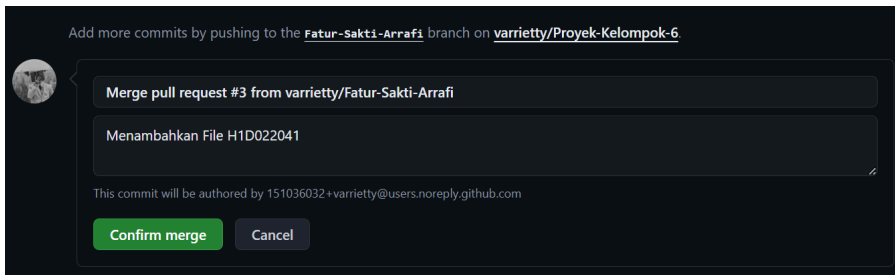 Add more commits by pushing to the Fatur-Sakti-Arrafi branch on varrietty/Proyek-Kelompok-6.
Merge pull request #3 from varrietty/Fatur-Sakti-Arrafi
Menambahkan File H1D022041
This commit will be authored by 151036032+varrietty@users.noreply.github.com
Confirm merge Cancel